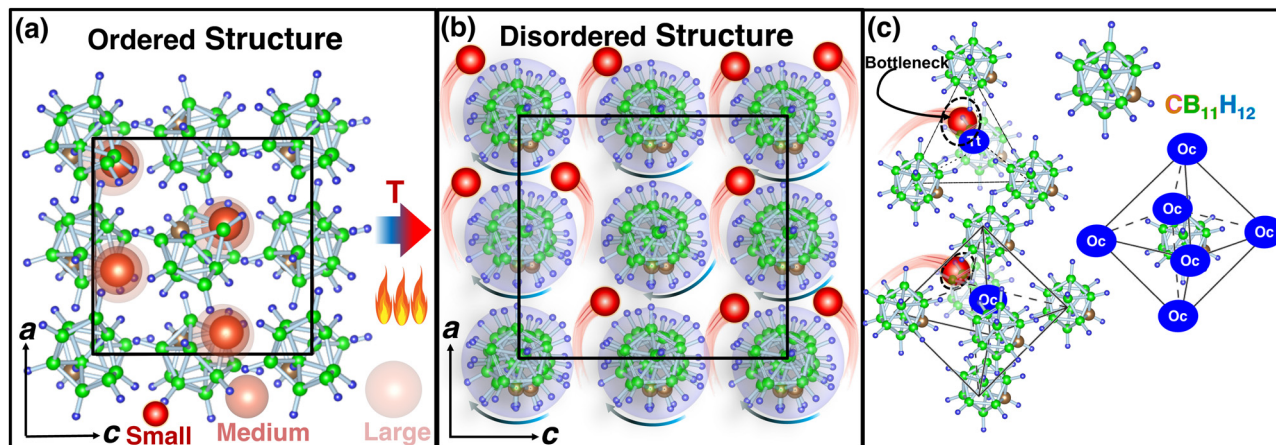 (a)
Ordered Structure
a
c
Small
Medium
Large
T
(b)
Disordered Structure
a
c
(c)
Bottleneck
Tt
CB11H12
Oc
Oc
Oc
Oc
Oc
Oc
Oc